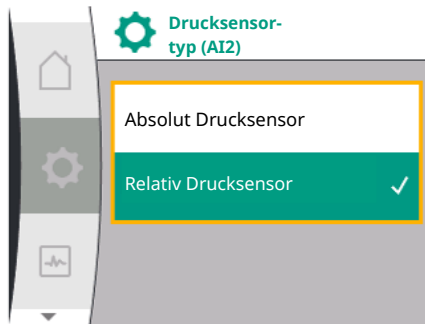 Drucksensor-
typ (AI2)
Absolut Drucksensor
Relativ Drucksensor